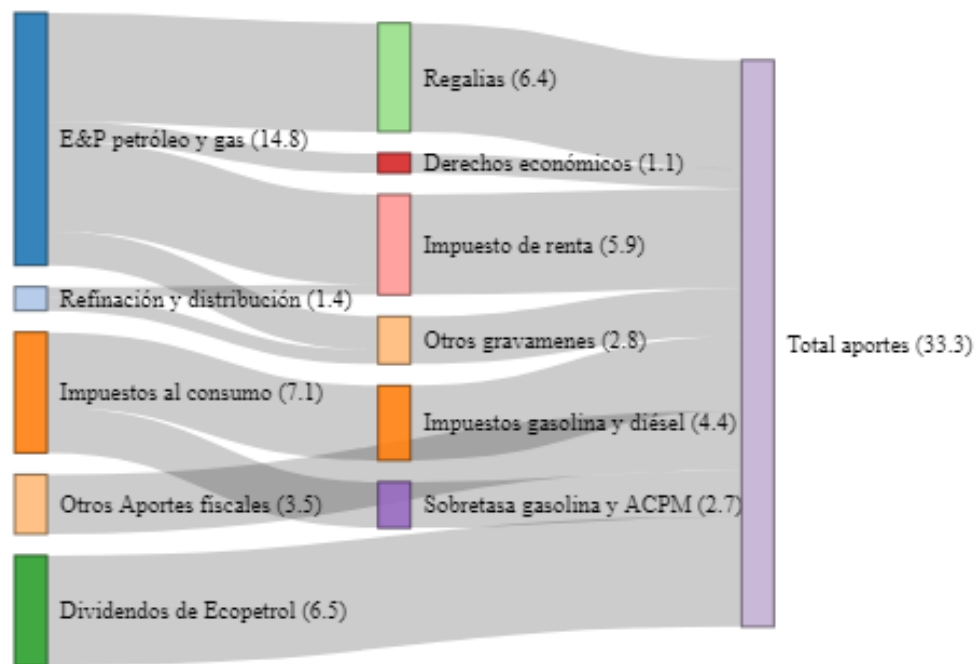 Regalias (6.4)
E&P petróleo y gas (14.8)
Derechos económicos (1.1)
Impuesto de renta (5.9)
Refinación y distribución (1.4)
Otros gravamenes (2.8)
Total aportes (33.3)
Impuestos al consumo (7.1)
Impuestos gasolina y diésel (4.4)
Otros Aportes fiscales (3.5)
Sobretasa gasolina y ACPM (2.7)
Dividendos de Ecopetrol (6.5)